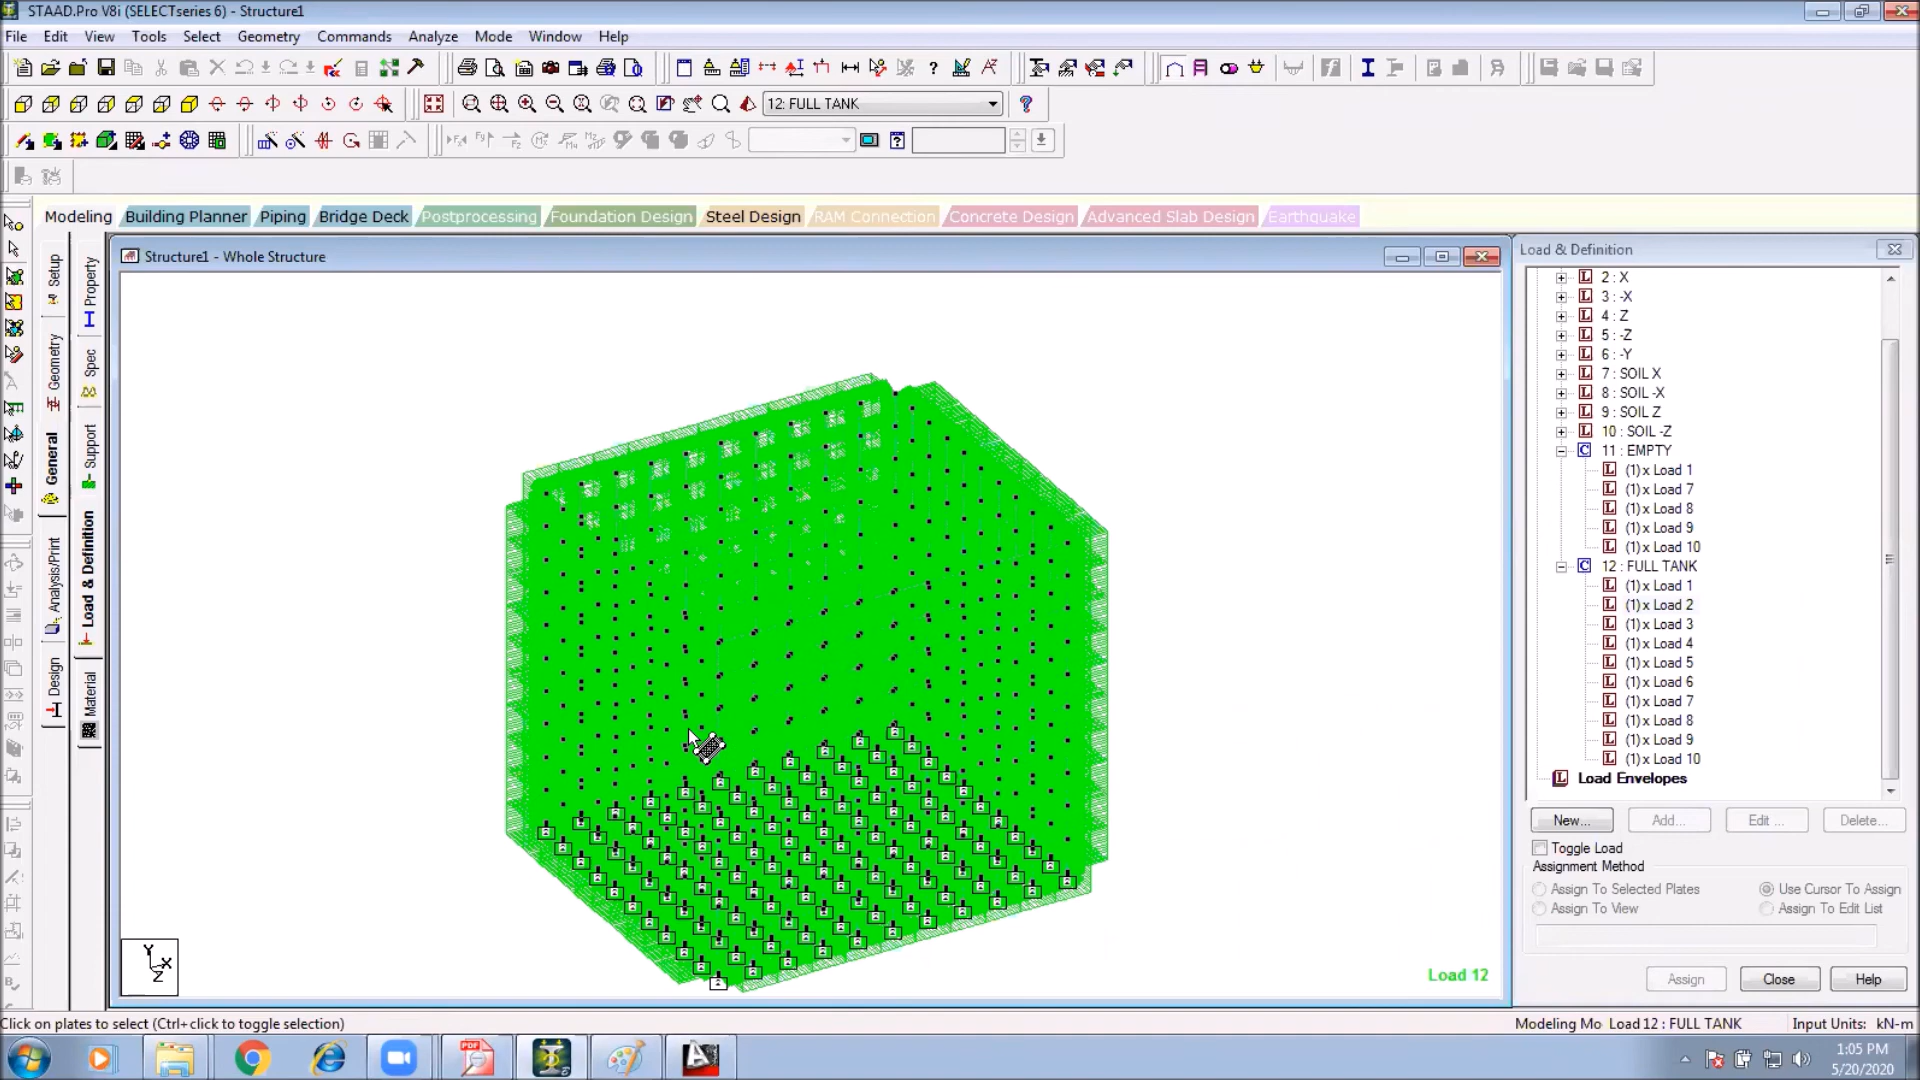 STAAD.Pro V8i (SELECTseries 6) - Structure1
File Edit View Tools Select Geometry Commands Analyze Mode Window Help
12: FULL TANK
Modeling Building Planner Piping Bridge Deck Postprocessing Foundation Design Steel Design RAM Connection Concrete Design Advanced Slab Design Earthquake
Setup
Geometry
General
Analysis/Print
Design
Property
Spec
Support
Load & Definition
Material
Structure1 - Whole Structure
Load 12
Y
X
Z
Load & Definition
2 : X
3 : -X
4 : Z
5 : -Z
6 : -Y
7 : SOIL X
8 : SOIL -X
9 : SOIL Z
10 : SOIL -Z
11 : EMPTY
(1) x Load 1
(1) x Load 7
(1) x Load 8
(1) x Load 9
(1) x Load 10
12 : FULL TANK
(1) x Load 1
(1) x Load 2
(1) x Load 3
(1) x Load 4
(1) x Load 5
(1) x Load 6
(1) x Load 7
(1) x Load 8
(1) x Load 9
(1) x Load 10
Load Envelopes
New... Add... Edit ... Delete...
Toggle Load
Assignment Method
Assign To Selected Plates Use Cursor To Assign
Assign To View Assign To Edit List
Assign Close Help
Click on plates to select (Ctrl+click to toggle selection) Modeling Mo Load 12 : FULL TANK Input Units: kN-m
1:05 PM
5/20/2020